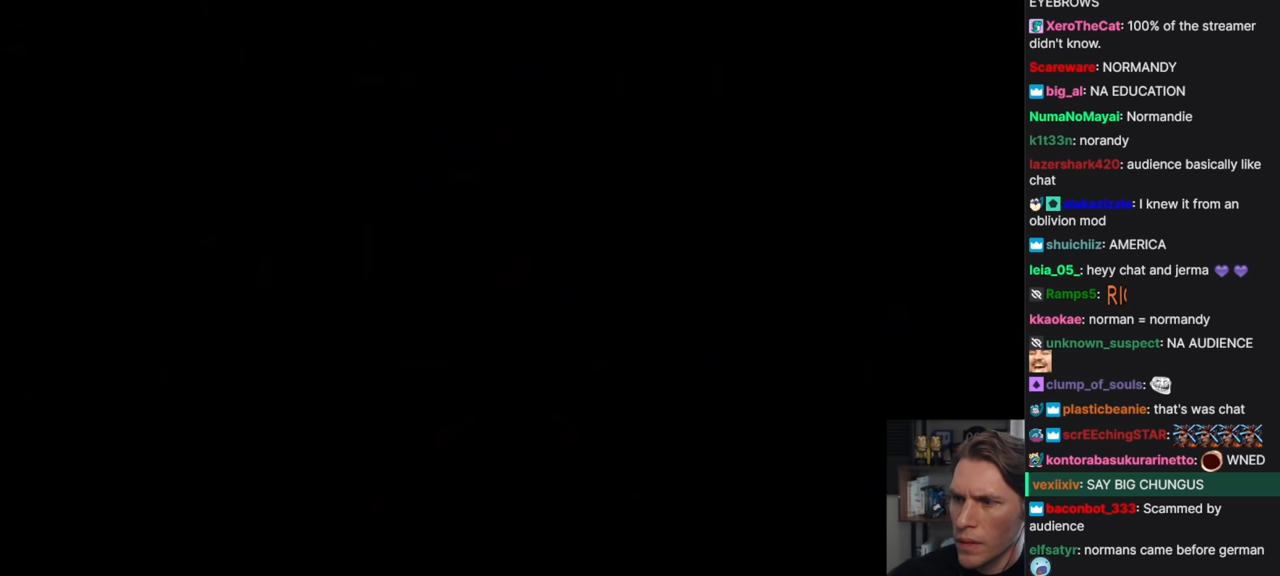 EYEBROWS
XeroTheCat: 100% of the streamer
didn't know.
Scareware: NORMANDY
big_al: NA EDUCATION
NumaNoMayai: Normandie
k1t33n: norandy
lazershark420: audience basically like
chat
: I knew it from an
oblivion mod
shuichiiz: AMERICA
leia_05_: heyy chat and jerma
Ramps5:
kkaokae: norman = normandy
unknown_suspect: NA AUDIENCE
clump_of_souls:
plasticbeanie: that's was chat
scrEEchingSTAR:
kontorabasukurarinetto: WNED
vexiixiv: SAY BIG CHUNGUS
baconbot_333: Scammed by
audience
elfsatyr: normans came before german